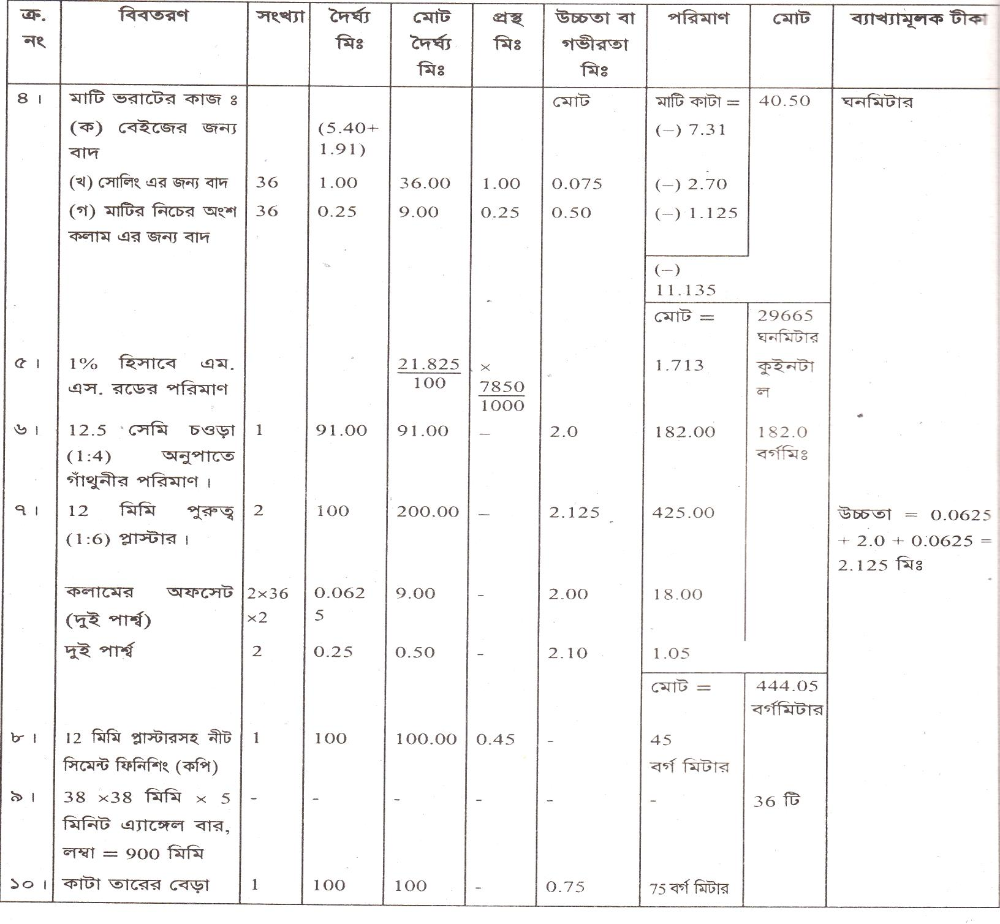 ক্র. বিবতরণ সংখ্যা দৈর্ঘ্য মোট প্রস্থ উচ্চতা বা পরিমাণ মোট ব্যাখ্যামূলক টীকা
নং মিঃ দৈর্ঘ্য মিঃ গভীরতা
মিঃ মিঃ
৪। মাটি ভরাটের কাজ ঃ মোট মাটি কাটা = 40.50 ঘনমিটার
(ক) বেইজের জন্য (5.40+ (−) 7.31
বাদ 1.91)
(খ) সোলিং এর জন্য বাদ 36 1.00 36.00 1.00 0.075 (−) 2.70
(গ) মাটির নিচের অংশ 36 0.25 9.00 0.25 0.50 (−) 1.125
কলাম এর জন্য বাদ
(−)
11.135
মোট = 29665
ঘনমিটার
৫। 1% হিসাবে এম. 21.825 × 1.713 কুইনটা
এস. রডের পরিমাণ 100 7850 ল
1000
৬। 12.5 সেমি চওড়া 1 91.00 91.00 − 2.0 182.00 182.0
(1:4) অনুপাতে বর্গমিঃ
গাঁথুনীর পরিমাণ।
৭। 12 মিমি পুরুত্ব 2 100 200.00 − 2.125 425.00 উচ্চতা = 0.0625
(1:6) প্লাস্টার। + 2.0 + 0.0625 =
2.125 মিঃ
কলামের অফসেট 2×36 0.062 9.00 - 2.00 18.00
(দুই পার্শ্ব) ×2 5
দুই পার্শ্ব 2 0.25 0.50 - 2.10 1.05
মোট = 444.05
বর্গমিটার
৮। 12 মিমি প্লাস্টারসহ নীট 1 100 100.00 0.45 - 45
সিমেন্ট ফিনিশিং (কপি) বর্গ মিটার
৯। 38 ×38 মিমি × 5 - - - - - - 36 টি
মিনিট এ্যাঙ্গেল বার,
লম্বা = 900 মিমি
১০। কাটা তারের বেড়া 1 100 100 - 0.75 75 বর্গ মিটার